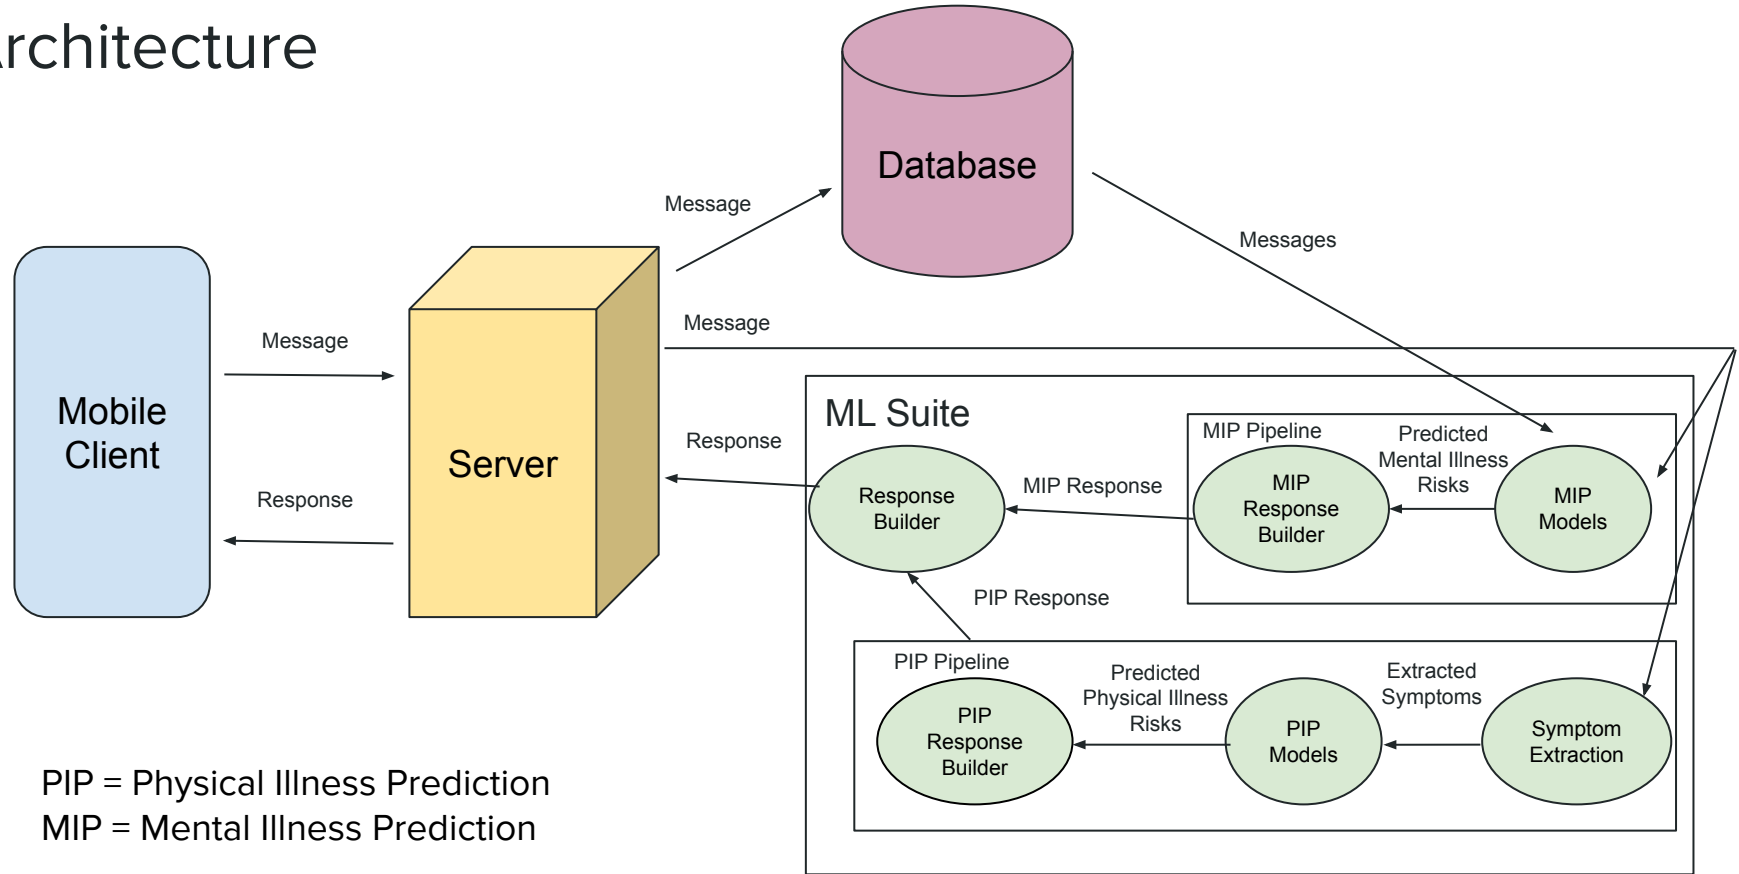 Architecture
Database
Message
Messages
Message
Message
Mobile
Client
Server
Response
Response
ML Suite
Response
Builder
MIP Response
MIP Pipeline
MIP
Response
Builder
Predicted
Mental Illness
Risks
MIP
Models
PIP Response
PIP Pipeline
PIP
Response
Builder
Predicted
Physical Illness
Risks
PIP
Models
Extracted
Symptoms
Symptom
Extraction
PIP = Physical Illness Prediction
MIP = Mental Illness Prediction